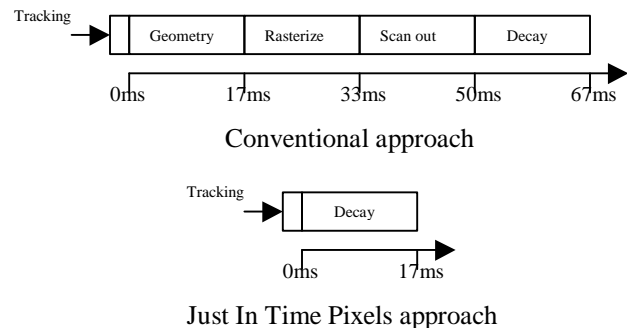 Tracking
Geometry Rasterize Scan out Decay
0ms 17ms 33ms 50ms 67ms
Conventional approach
Tracking
Decay
0ms 17ms
Just In Time Pixels approach